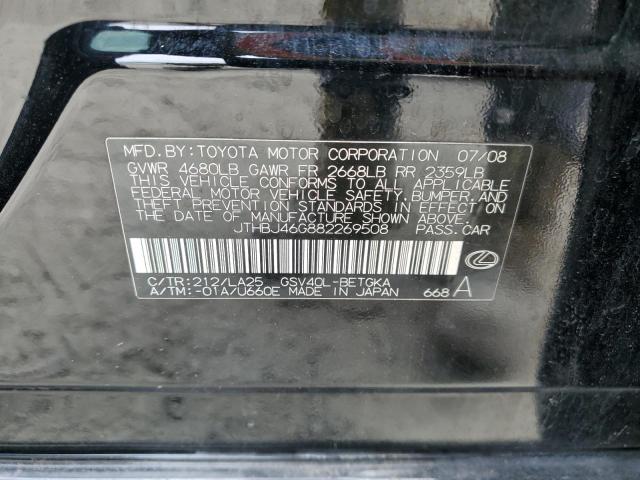 MFD.BY:TOYOTA MOTOR CORPORATION 07/08
GVWR 4680LB GAWR FR 2668LB RR 2359LB
THIS VEHICLE CONFORMS TO ALL APPLICABLE
FEDERAL MOTOR VEHICLE SAFETY,BUMPER,AND
THEFT PREVENTION STANDARDS IN EFFECT ON
THE DATE OF MANUFACTURE SHOWN ABOVE.
JTHBJ46G882269508 PASS.CAR
C/TR:212/LA25 GSV40L-BETGKA
A/TM:-01A/U660E MADE IN JAPAN 668 A